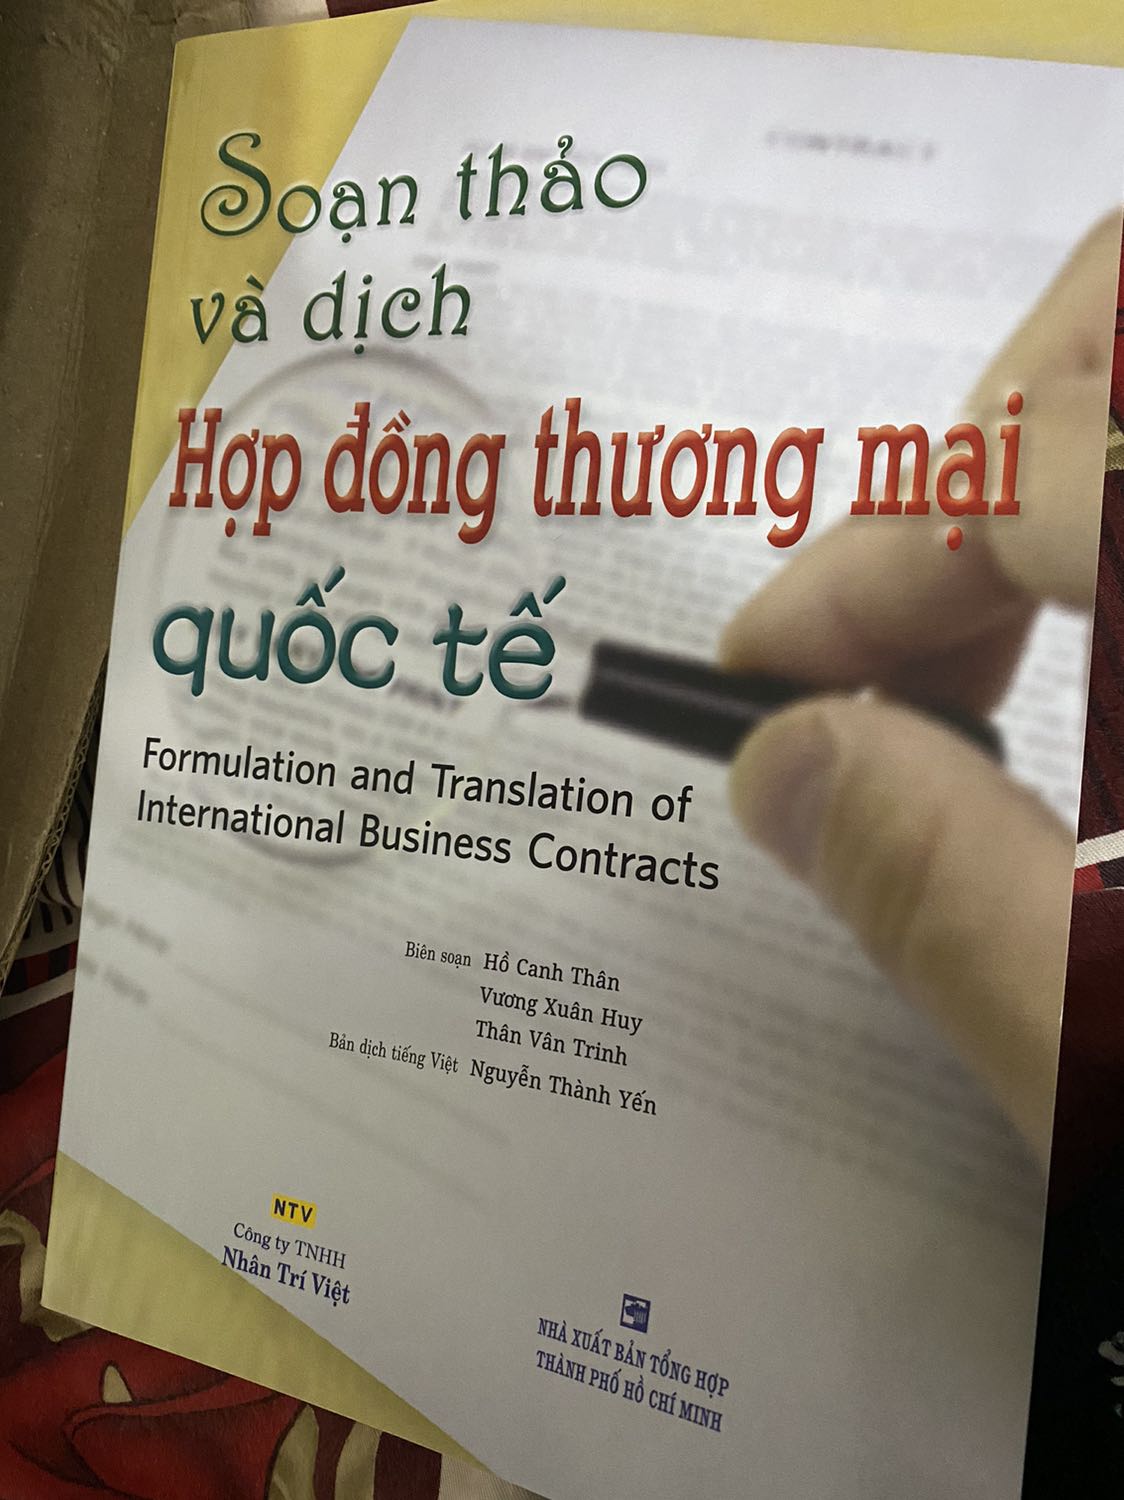 Soạn thảo
và dịch
Hợp đồng thương mại
quốc tế
Formulation and Translation of
International Business Contracts
Biên soạn Hồ Canh Thân
Vương Xuân Huy
Thân Vân Trinh
Bản dịch tiếng Việt Nguyễn Thành Yến
NTV
Công ty TNHH
Nhân Trí Việt
NHÀ XUẤT BẢN TỔNG HỢP
THÀNH PHỐ HỒ CHÍ MINH